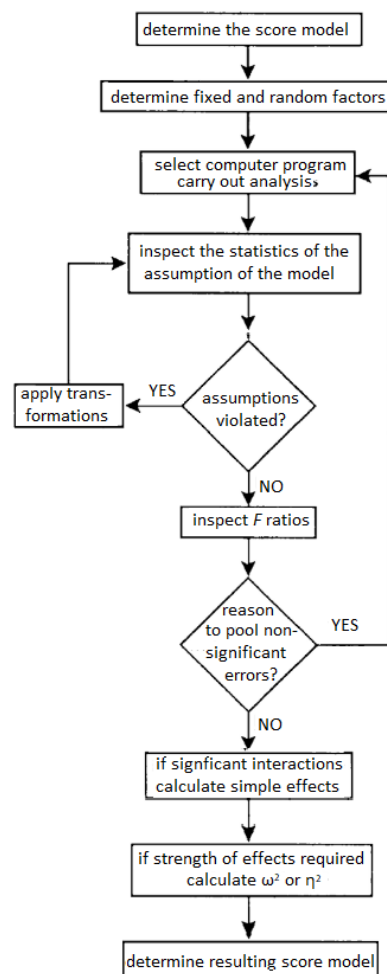 determine the score model
determine fixed and random factors
select computer program
carry out analysis
inspect the statistics of the
assumption of the model
apply trans-
formations
YES
assumptions
violated?
NO
inspect F ratios
reason
to pool non-
significant
errors?
YES
NO
if signficant interactions
calculate simple effects
if strength of effects required
calculate ω² or η²
determine resulting score model